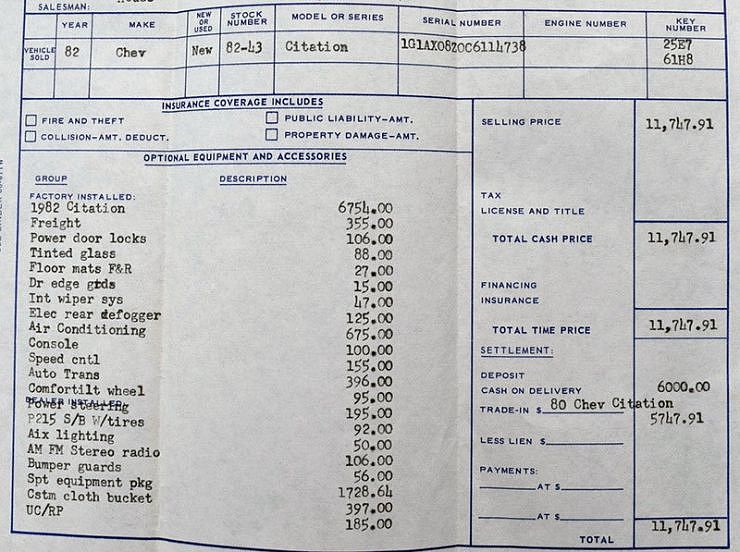 SALESMAN:
YEAR MAKE NEW OR USED STOCK NUMBER MODEL OR SERIES SERIAL NUMBER ENGINE NUMBER KEY NUMBER
VEHICLE SOLD 82 Chev New 82-43 Citation 1G1AX08Z0C6114738 25E7
61H8
INSURANCE COVERAGE INCLUDES
FIRE AND THEFT PUBLIC LIABILITY-AMT.
COLLISION-AMT. DEDUCT. PROPERTY DAMAGE-AMT.
OPTIONAL EQUIPMENT AND ACCESSORIES
GROUP DESCRIPTION
FACTORY INSTALLED:
1982 Citation 6754.00
Freight 355.00
Power door locks 106.00
Tinted glass 88.00
Floor mats F&R 27.00
Dr edge grds 15.00
Int wiper sys 47.00
Elec rear defogger 125.00
Air Conditioning 675.00
Console 100.00
Speed cntl 155.00
Auto Trans 396.00
Comfortilt wheel 95.00
DEALER INSTALLED:
Power steering 195.00
P215 S/B W/tires 92.00
Aix lighting 50.00
AM FM Stereo radio 106.00
Bumper guards 56.00
Spt equipment pkg 1728.64
Cstm cloth bucket 397.00
UC/RP 185.00
SELLING PRICE 11,747.91
TAX
LICENSE AND TITLE
TOTAL CASH PRICE 11,747.91
FINANCING
INSURANCE
TOTAL TIME PRICE 11,747.91
SETTLEMENT:
DEPOSIT
CASH ON DELIVERY 6000.00
TRADE-IN $ 80 Chev Citation
5747.91
LESS LIEN $
PAYMENTS:
AT $
AT $
TOTAL 11,747.91